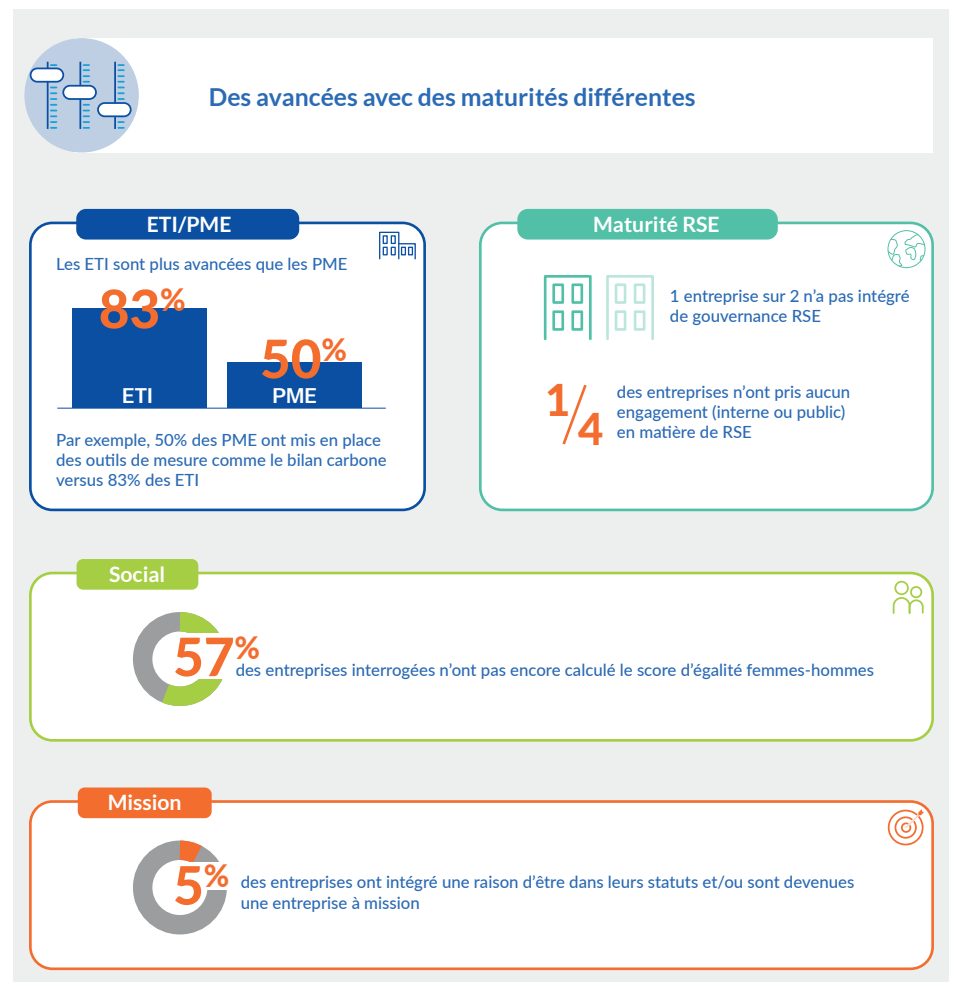 Des avancées avec des maturités différentes
ETI/PME
Les ETI sont plus avancées que les PME
83%
50%
ETI
PME
Par exemple, 50% des PME ont mis en place
des outils de mesure comme le bilan carbone
versus 83% des ETI
Maturité RSE
1 entreprise sur 2 n’a pas intégré
de gouvernance RSE
1/4
des entreprises n’ont pris aucun
engagement (interne ou public)
en matière de RSE
Social
57%
des entreprises interrogées n’ont pas encore calculé le score d’égalité femmes-hommes
Mission
5%
des entreprises ont intégré une raison d’être dans leurs statuts et/ou sont devenues
une entreprise à mission